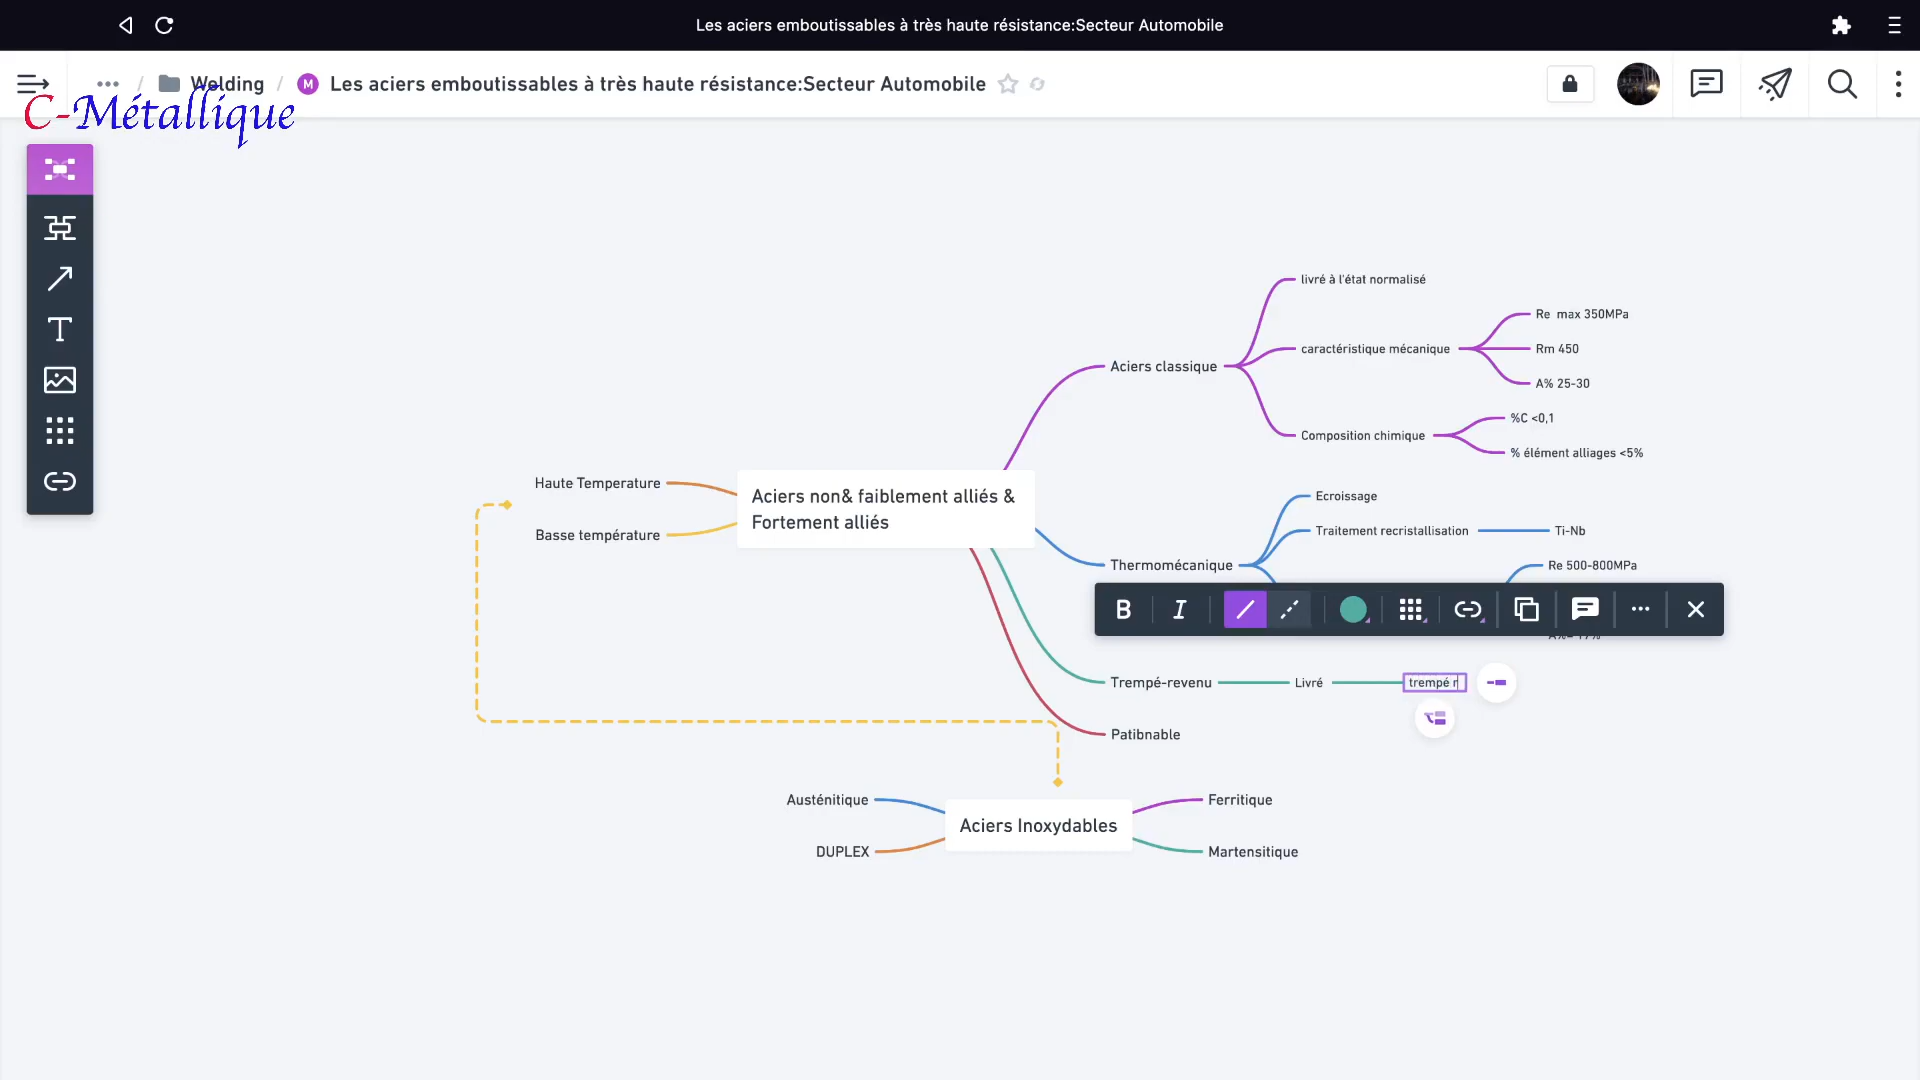 Les aciers emboutissables à très haute résistance:Secteur Automobile
Welding / M Les aciers emboutissables à très haute résistance:Secteur Automobile
C-Métallique
livré à l'état normalisé
Re max 350MPa
caractéristique mécanique
Rm 450
Aciers classique
A% 25-30
%C <0,1
Composition chimique
% élément alliages <5%
Haute Temperature
Aciers non& faiblement alliés &
Fortement alliés
Basse température
Ecroissage
Traitement recristallisation
Ti-Nb
Thermomécanique
Re 500-800MPa
B I
Trempé-revenu
Livré
trempé r
Patibnable
Austénitique
Ferritique
Aciers Inoxydables
DUPLEX
Martensitique